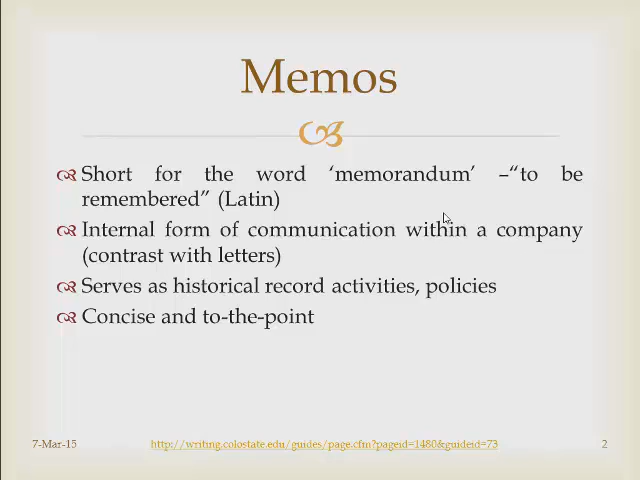 Memos
Short for the word ‘memorandum’ –“to be
remembered” (Latin)
Internal form of communication within a company
(contrast with letters)
Serves as historical record activities, policies
Concise and to-the-point
7-Mar-15 http://writing.colostate.edu/guides/page.cfm?pageid=1480&guideid=73 2